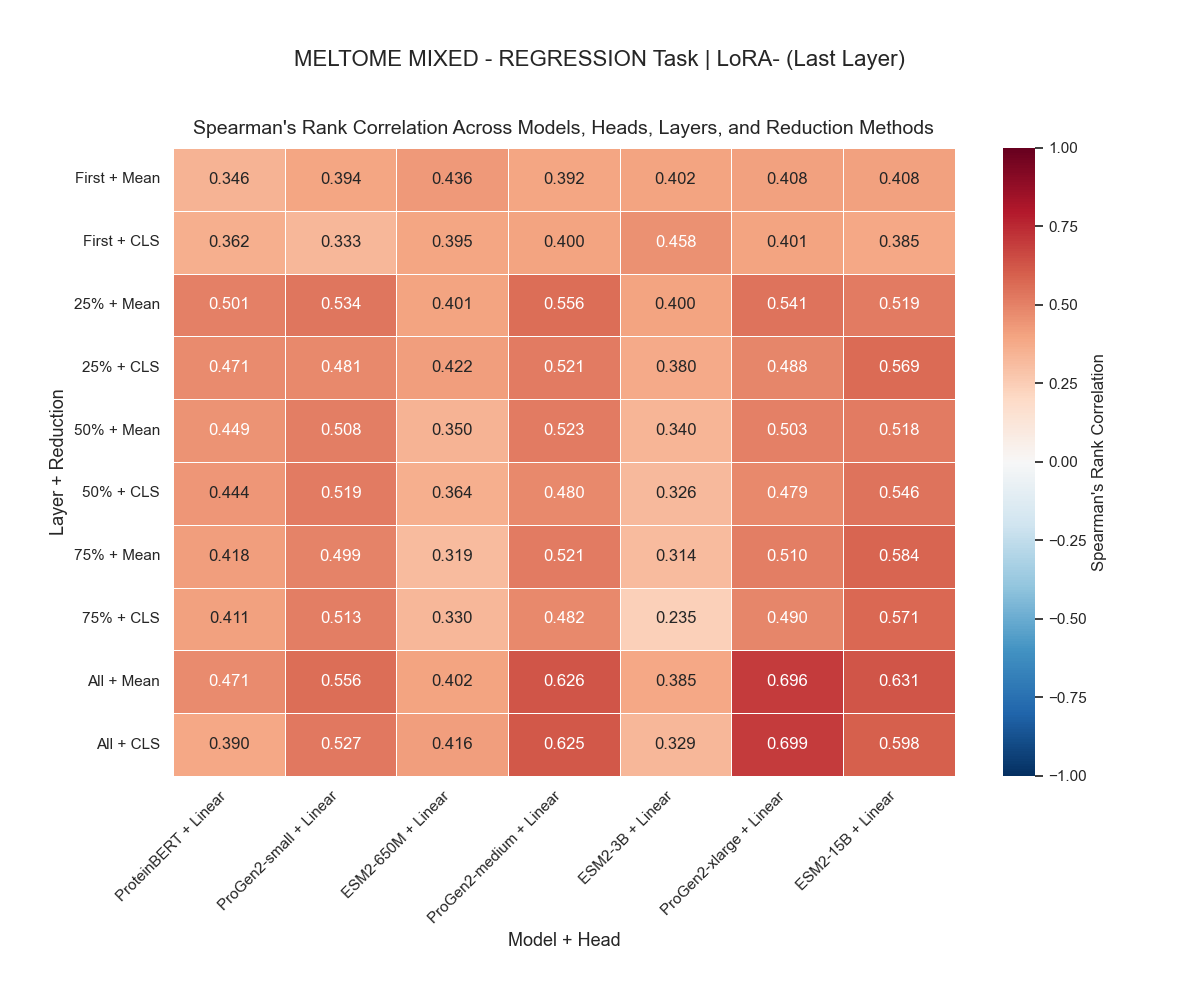 MELTOME MIXED - REGRESSION Task | LoRA- (Last Layer)
Spearman's Rank Correlation Across Models, Heads, Layers, and Reduction Methods
Layer + Reduction
First + Mean 0.346 0.394 0.436 0.392 0.402 0.408 0.408
First + CLS 0.362 0.333 0.395 0.400 0.458 0.401 0.385
25% + Mean 0.501 0.534 0.401 0.556 0.400 0.541 0.519
25% + CLS 0.471 0.481 0.422 0.521 0.380 0.488 0.569
50% + Mean 0.449 0.508 0.350 0.523 0.340 0.503 0.518
50% + CLS 0.444 0.519 0.364 0.480 0.326 0.479 0.546
75% + Mean 0.418 0.499 0.319 0.521 0.314 0.510 0.584
75% + CLS 0.411 0.513 0.330 0.482 0.235 0.490 0.571
All + Mean 0.471 0.556 0.402 0.626 0.385 0.696 0.631
All + CLS 0.390 0.527 0.416 0.625 0.329 0.699 0.598
ProteinBERT + Linear
ProGen2-small + Linear
ESM2-650M + Linear
ProGen2-medium + Linear
ESM2-3B + Linear
ProGen2-xlarge + Linear
ESM2-15B + Linear
Model + Head
1.00
0.75
0.50
0.25
0.00
−0.25
−0.50
−0.75
−1.00
Spearman's Rank Correlation